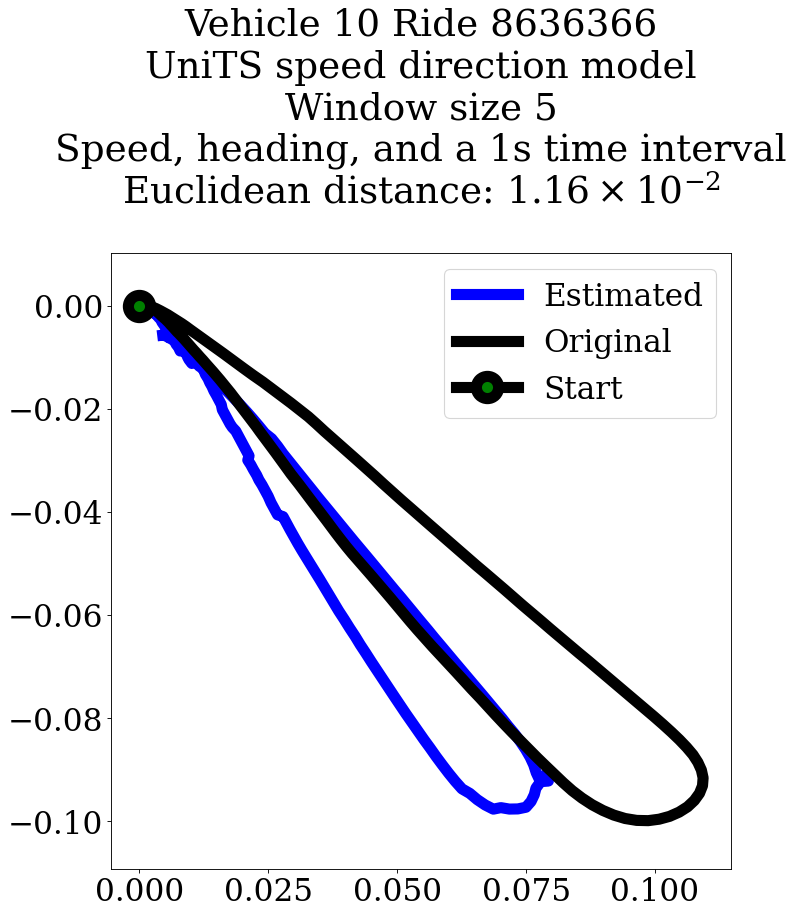 Vehicle 10 Ride 8636366
UniTS speed direction model
Window size 5
Speed, heading, and a 1s time interval
Euclidean distance: 1.16 × 10⁻²
Estimated
Original
Start
0.00
−0.02
−0.04
−0.06
−0.08
−0.10
0.000 0.025 0.050 0.075 0.100